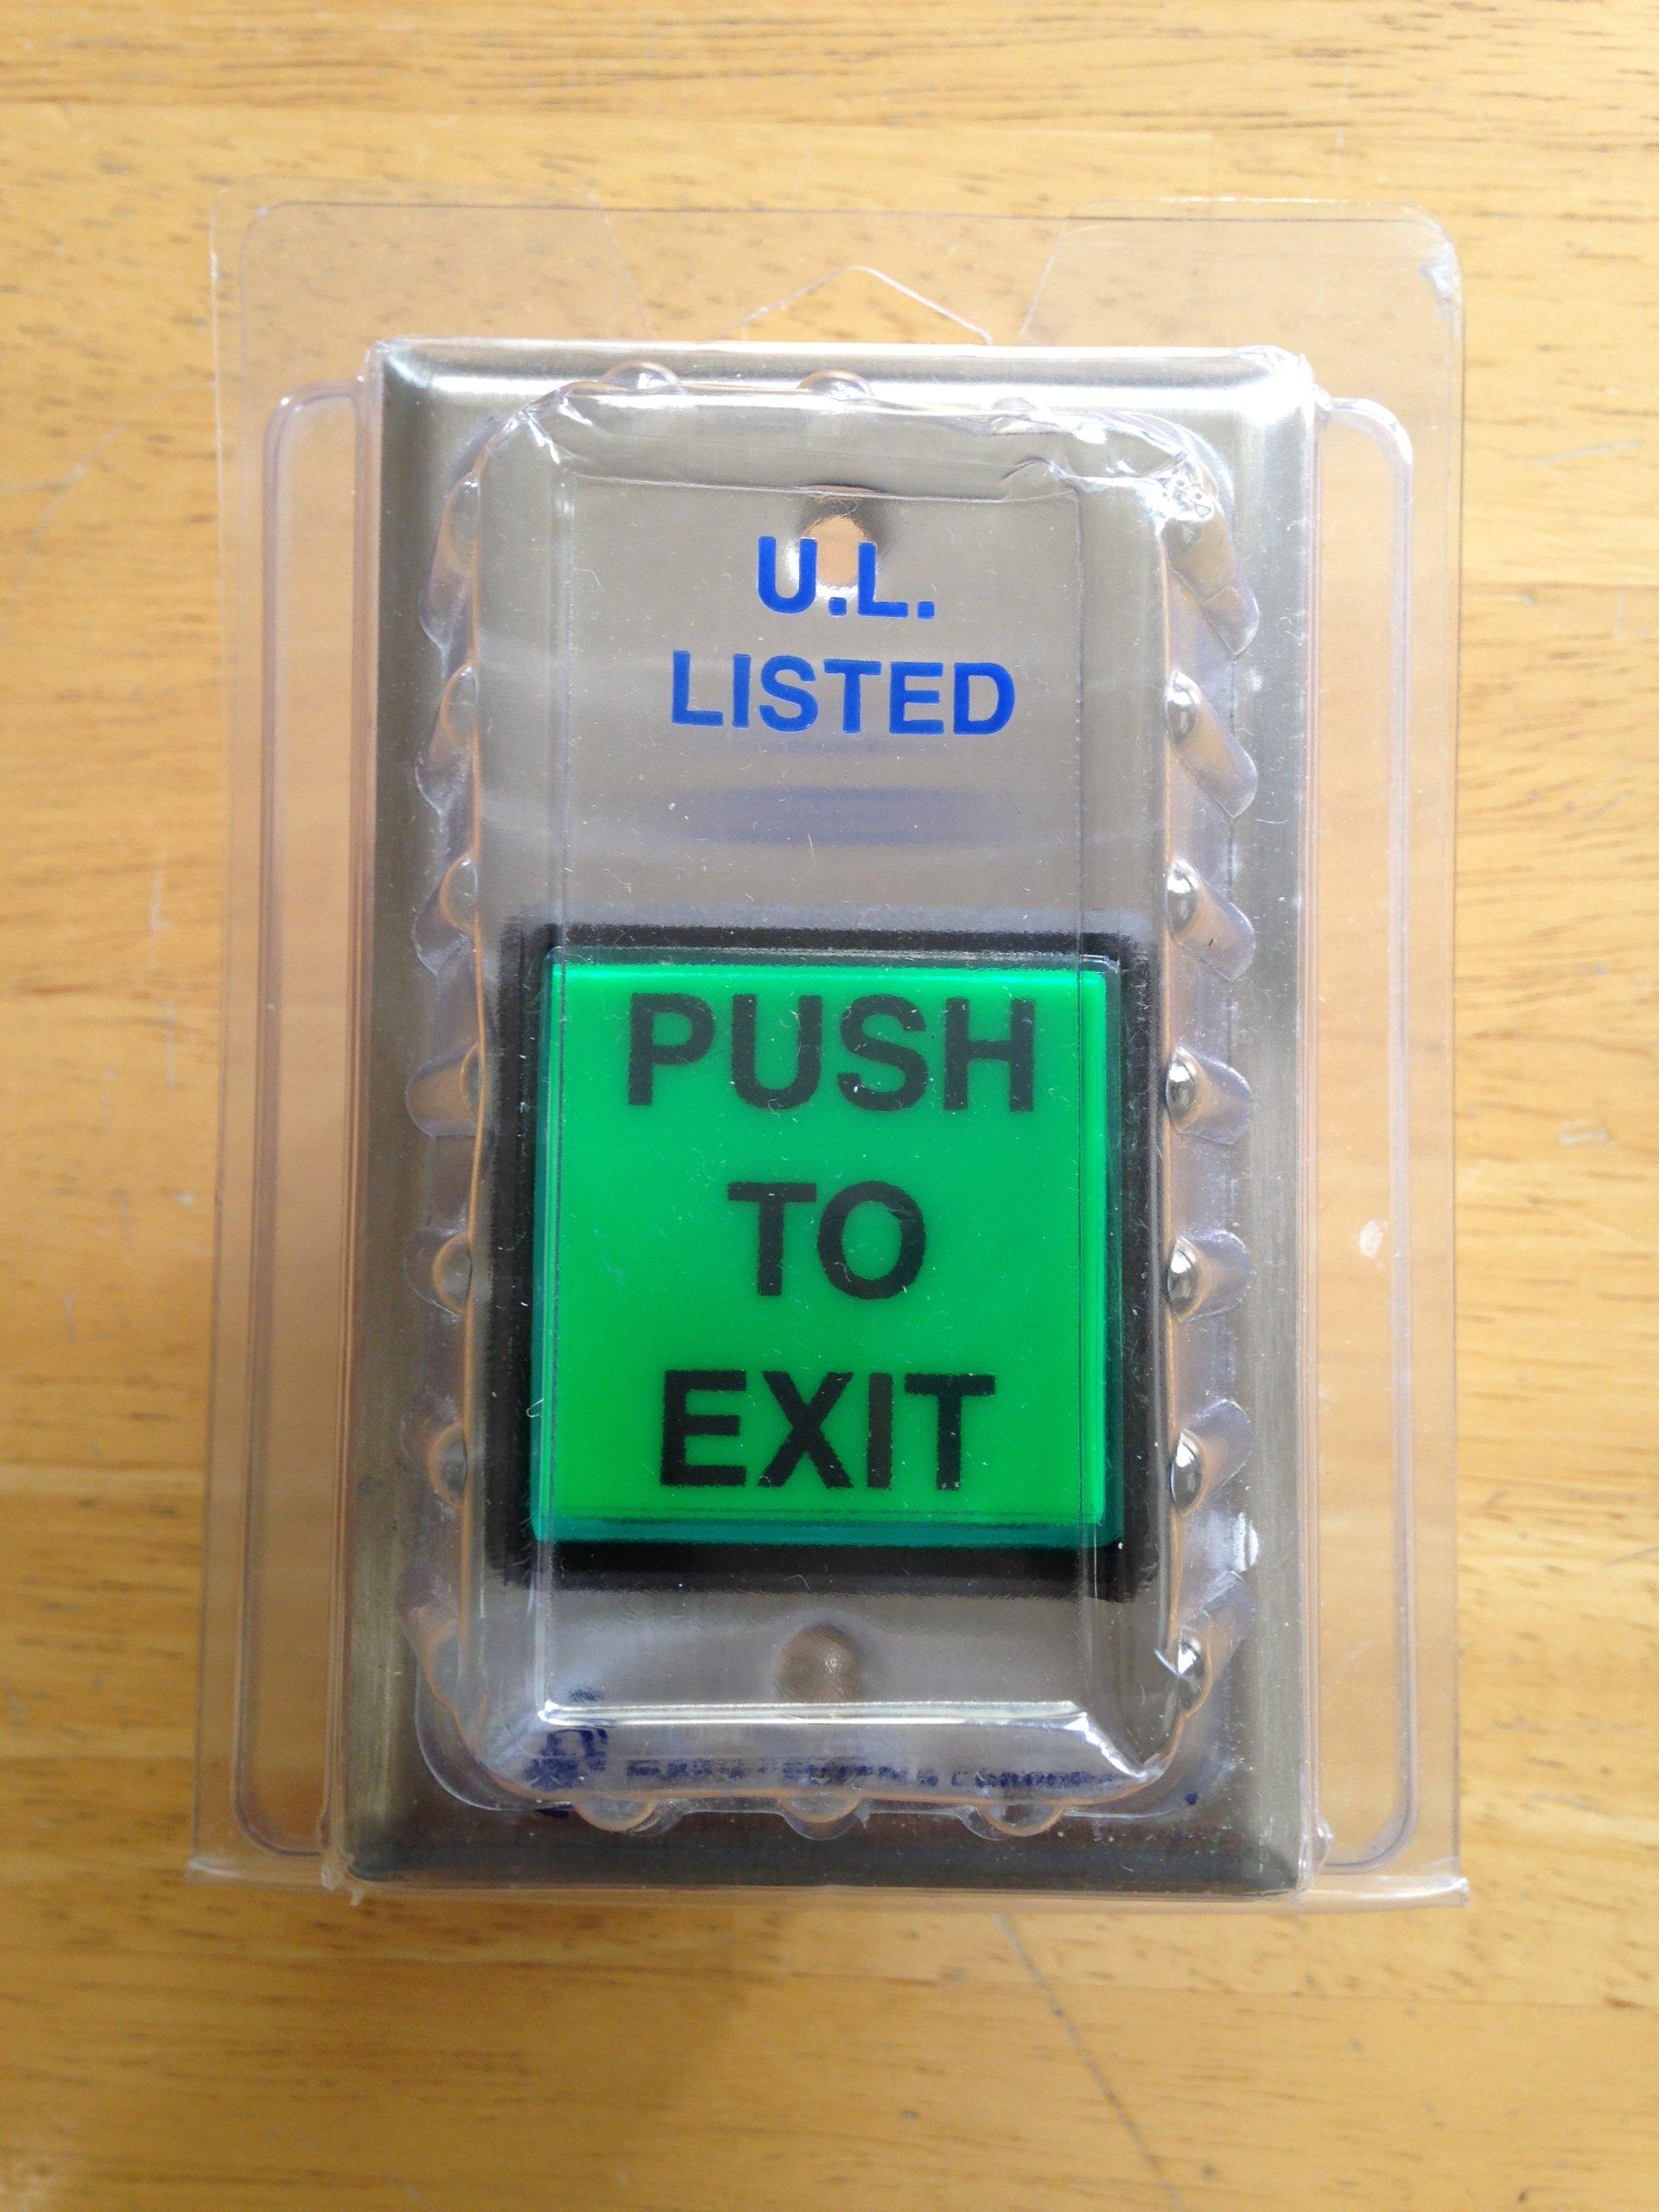 U.L.
LISTED
PUSH
TO
EXIT